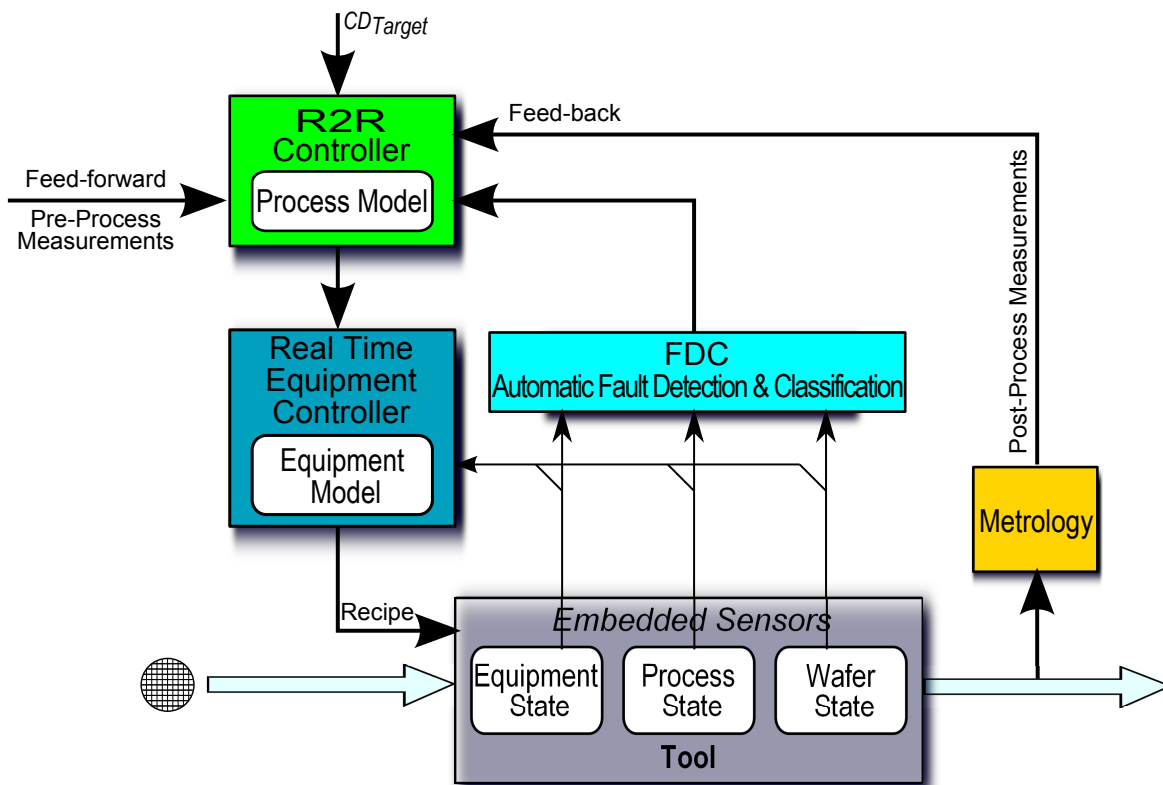 CDTarget
R2R
Controller
Process Model
Feed-back
Feed-forward
Pre-Process
Measurements
Real Time
Equipment
Controller
Equipment
Model
FDC
Automatic Fault Detection & Classification
Post-Process Measurements
Metrology
Recipe
Embedded Sensors
Equipment
State
Process
State
Wafer
State
Tool